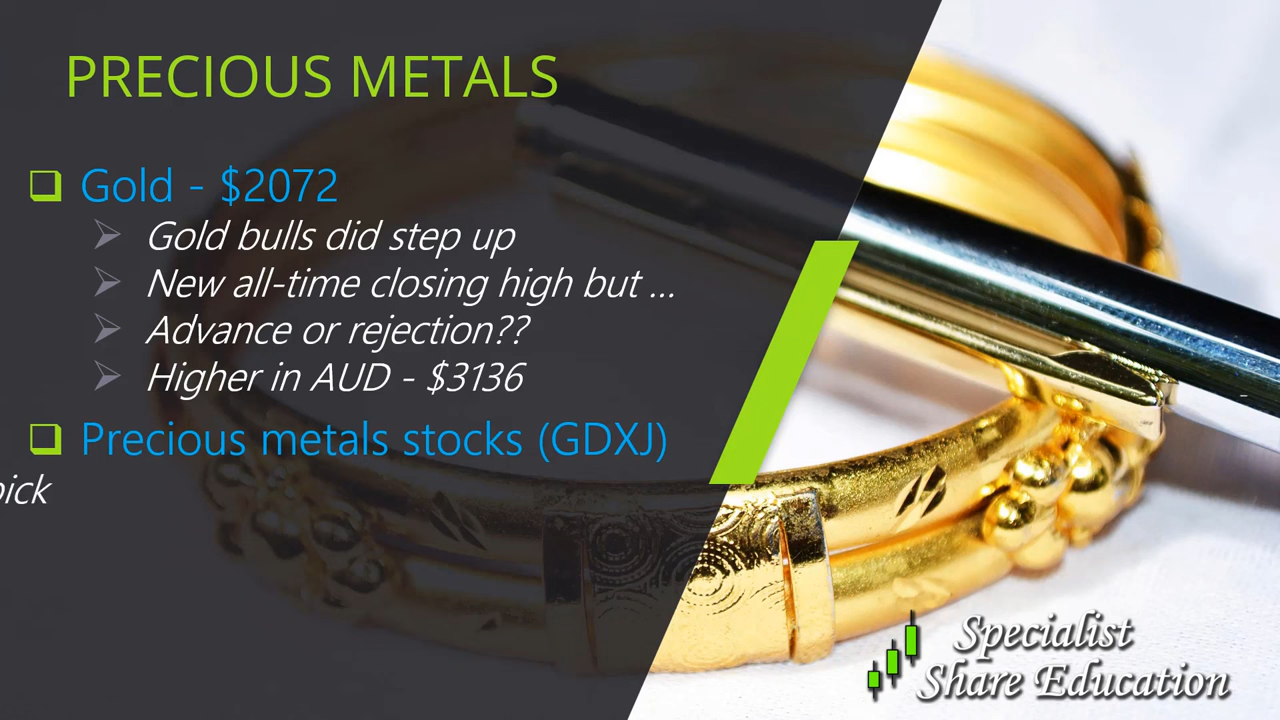 PRECIOUS METALS
Gold - $2072
Gold bulls did step up
New all-time closing high but ...
Advance or rejection??
Higher in AUD - $3136
Precious metals stocks (GDXJ)
pick
Specialist
Share Education